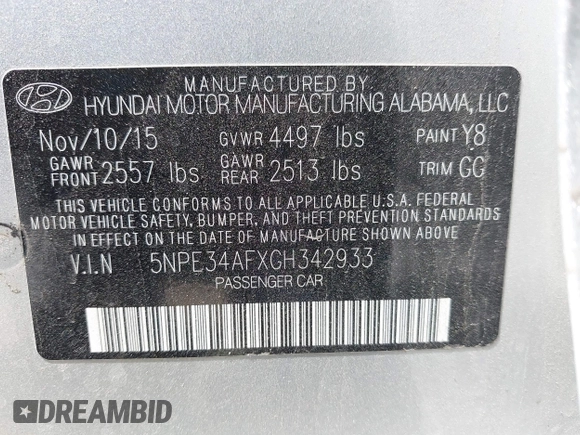 MANUFACTURED BY
HYUNDAI MOTOR MANUFACTURING ALABAMA, LLC
Nov/10/15 GVWR 4497 lbs PAINT Y8
GAWR FRONT 2557 lbs GAWR REAR 2513 lbs TRIM GG
THIS VEHICLE CONFORMS TO ALL APPLICABLE U.S.A. FEDERAL
MOTOR VEHICLE SAFETY, BUMPER, AND THEFT PREVENTION STANDARDS
IN EFFECT ON THE DATE OF MANUFACTURE SHOWN ABOVE.
V.I.N 5NPE34AFXGH342933
PASSENGER CAR
DREAMBID